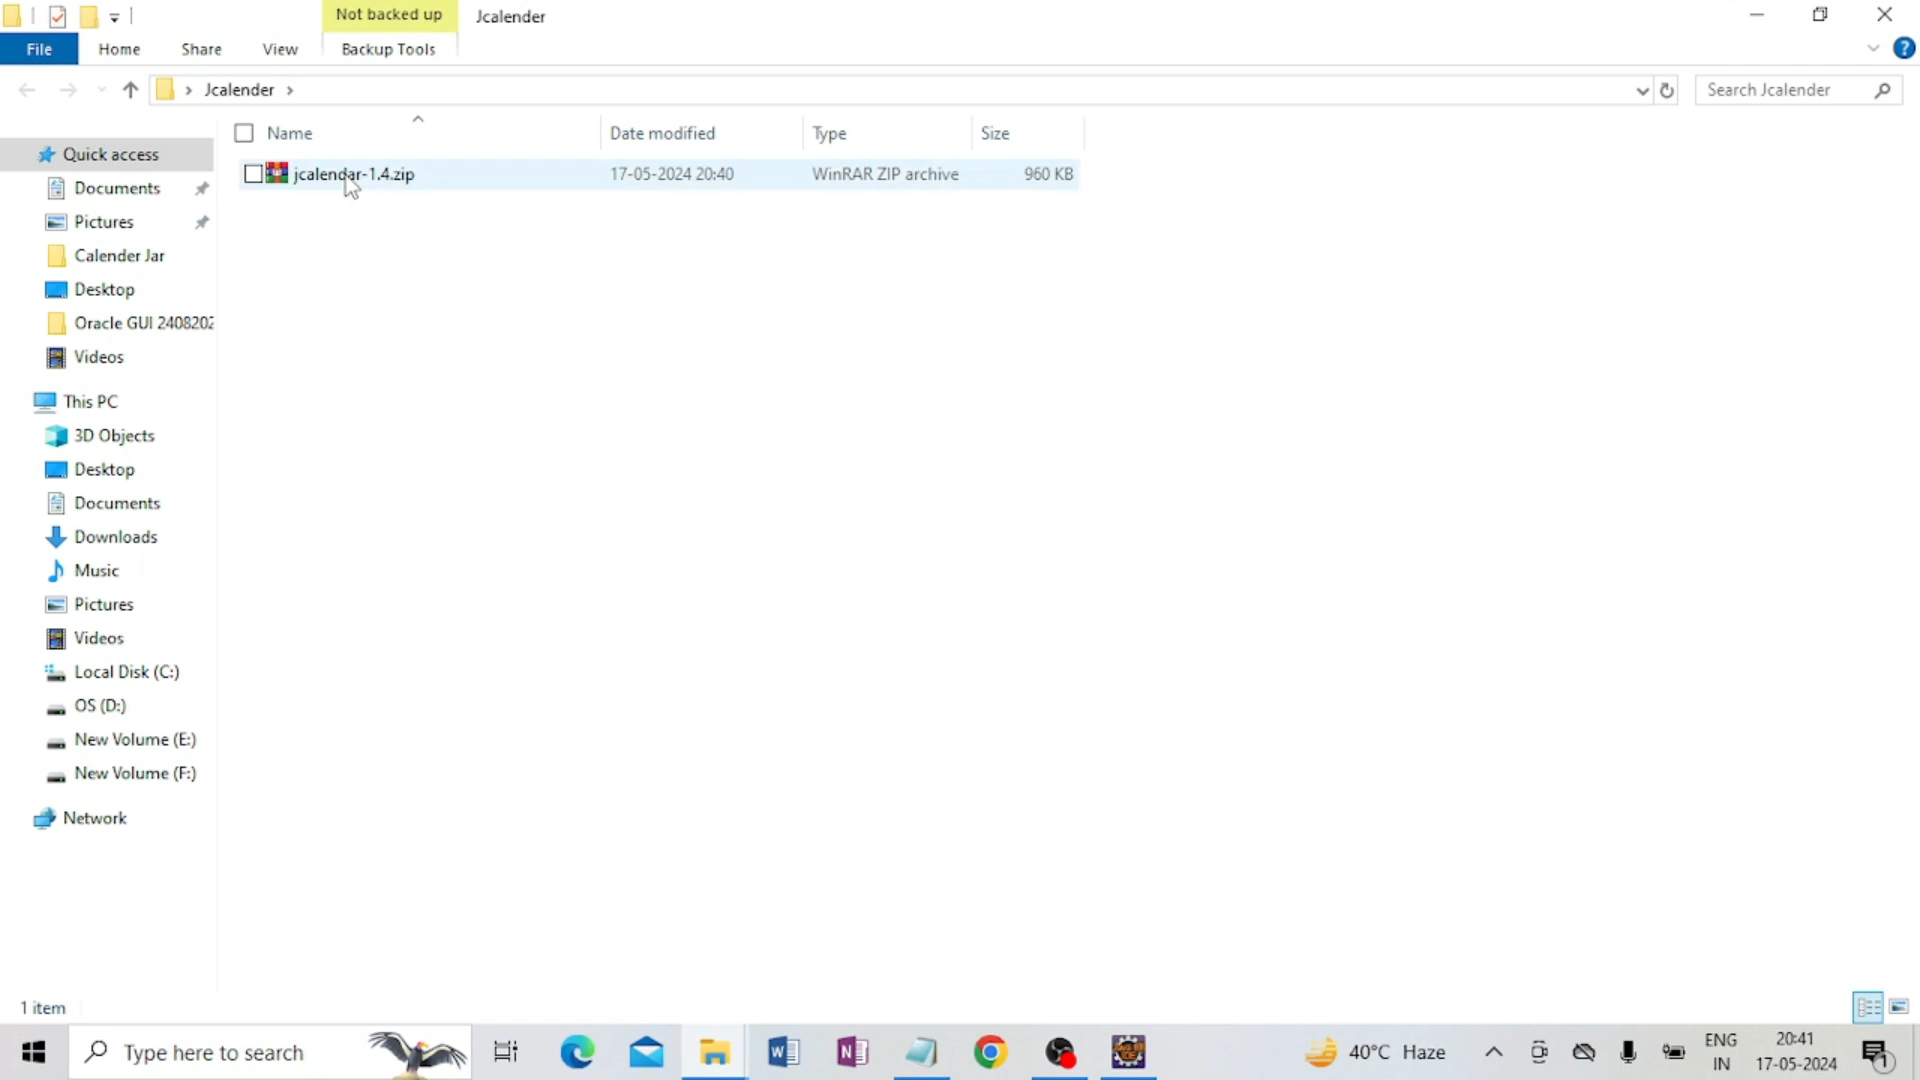 Not backed up
Jcalender
File
Home
Share
View
Backup Tools
Jcalender
Search Jcalender
Name
Date modified
Type
Size
jcalendar-1.4.zip
17-05-2024 20:40
WinRAR ZIP archive
960 KB
Quick access
Documents
Pictures
Calender Jar
Desktop
Oracle GUI 2408202
Videos
This PC
3D Objects
Desktop
Documents
Downloads
Music
Pictures
Videos
Local Disk (C:)
OS (D:)
New Volume (E:)
New Volume (F:)
Network
1 item
Type here to search
40°C Haze
ENG
IN
20:41
17-05-2024
1